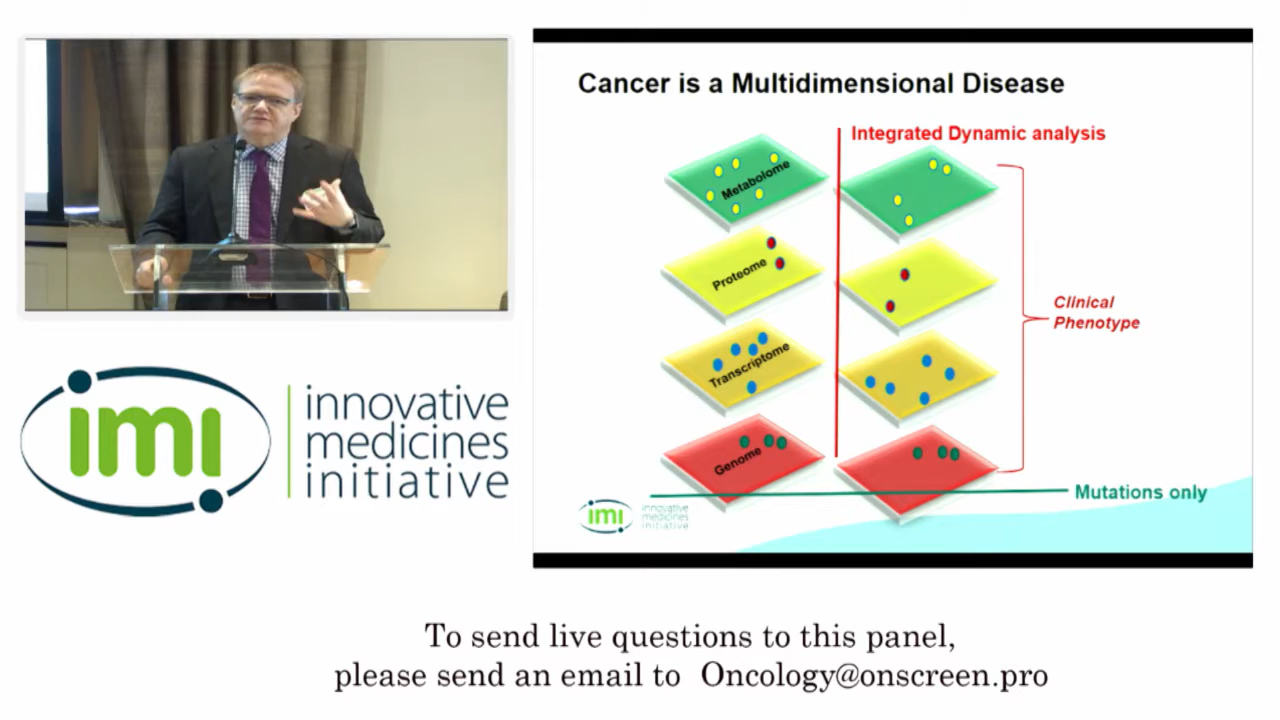 Cancer is a Multidimensional Disease
Integrated Dynamic analysis
Metabolome
Proteome
Clinical
Phenotype
Transcriptome
Genome
Mutations only
imi
innovative
medicines
initiative
imi
innovative
medicines
initiative
To send live questions to this panel,
please send an email to Oncology@onscreen.pro